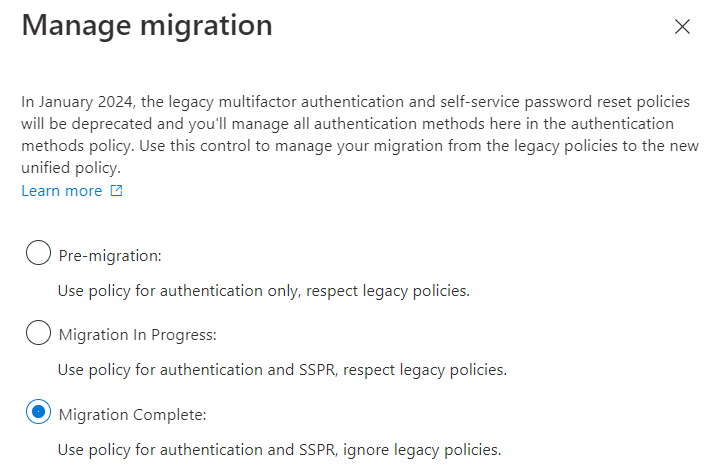 Manage migration
In January 2024, the legacy multifactor authentication and self-service password reset policies
will be deprecated and you'll manage all authentication methods here in the authentication
methods policy. Use this control to manage your migration from the legacy policies to the new
unified policy.
Learn more
Pre-migration:
Use policy for authentication only, respect legacy policies.
Migration In Progress:
Use policy for authentication and SSPR, respect legacy policies.
Migration Complete:
Use policy for authentication and SSPR, ignore legacy policies.